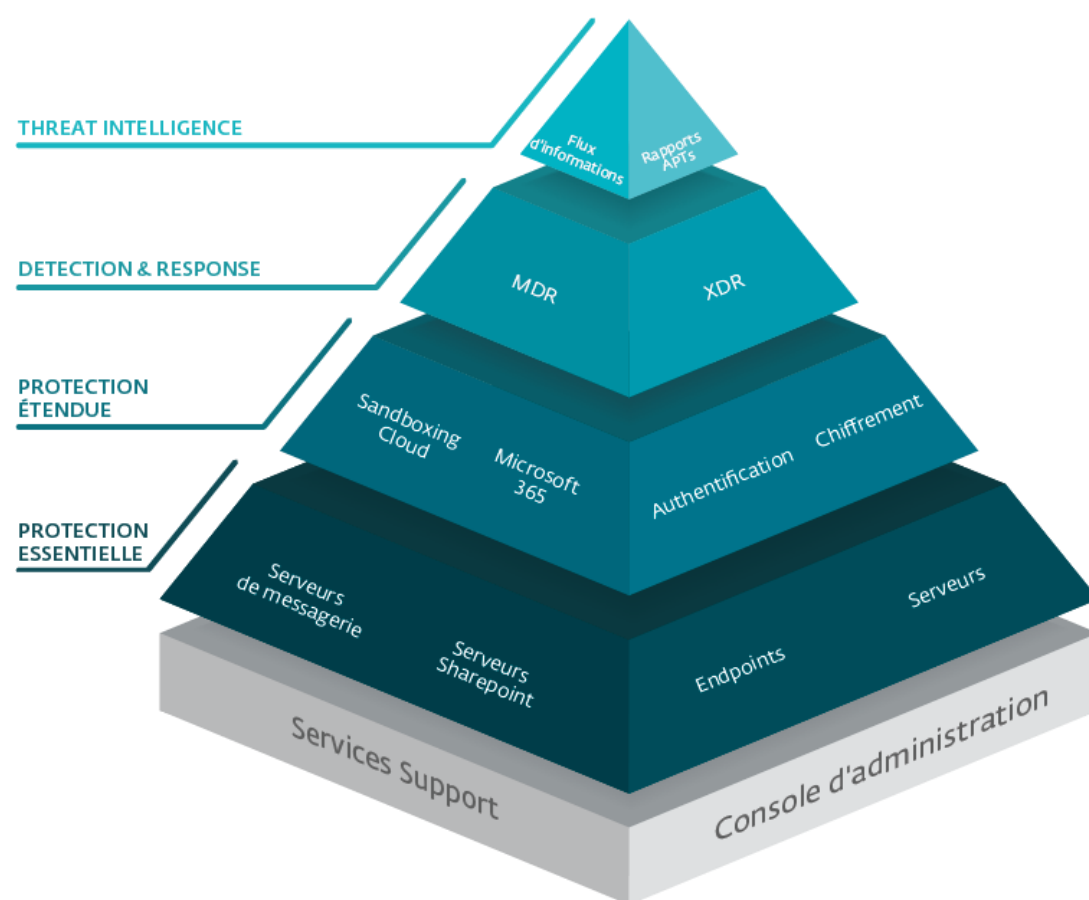 THREAT INTELLIGENCE
Flux
d'informations
Rapports
APTs
DETECTION & RESPONSE
MDR
XDR
PROTECTION
ÉTENDUE
Sandboxing
Cloud
Microsoft
365
Authentification
Chiffrement
PROTECTION
ESSENTIELLE
Serveurs
de messagerie
Serveurs
Sharepoint
Endpoints
Serveurs
Services Support
Console d'administration